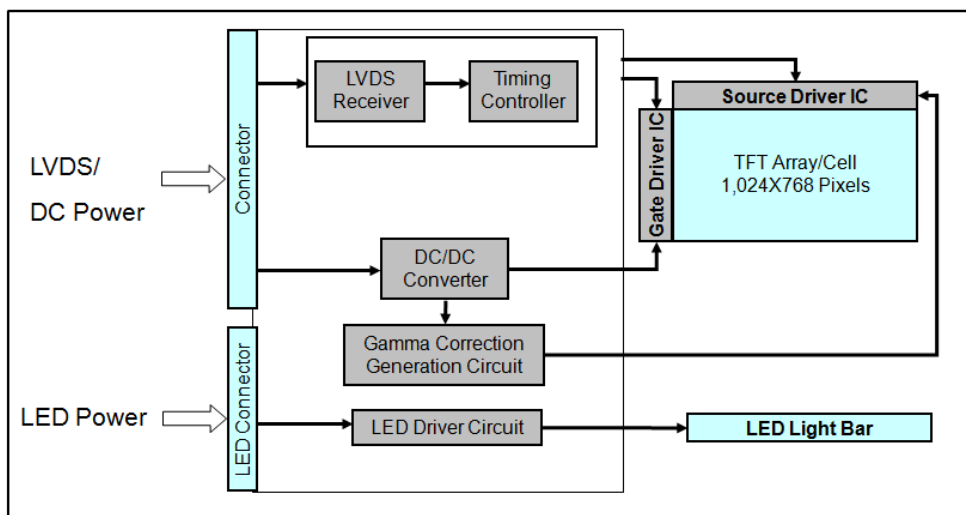 LVDS/
DC Power
Connector
LVDS
Receiver
Timing
Controller
Source Driver IC
Gate Driver IC
TFT Array/Cell
1,024X768 Pixels
DC/DC
Converter
Gamma Correction
Generation Circuit
LED Power
LED Connector
LED Driver Circuit
LED Light Bar